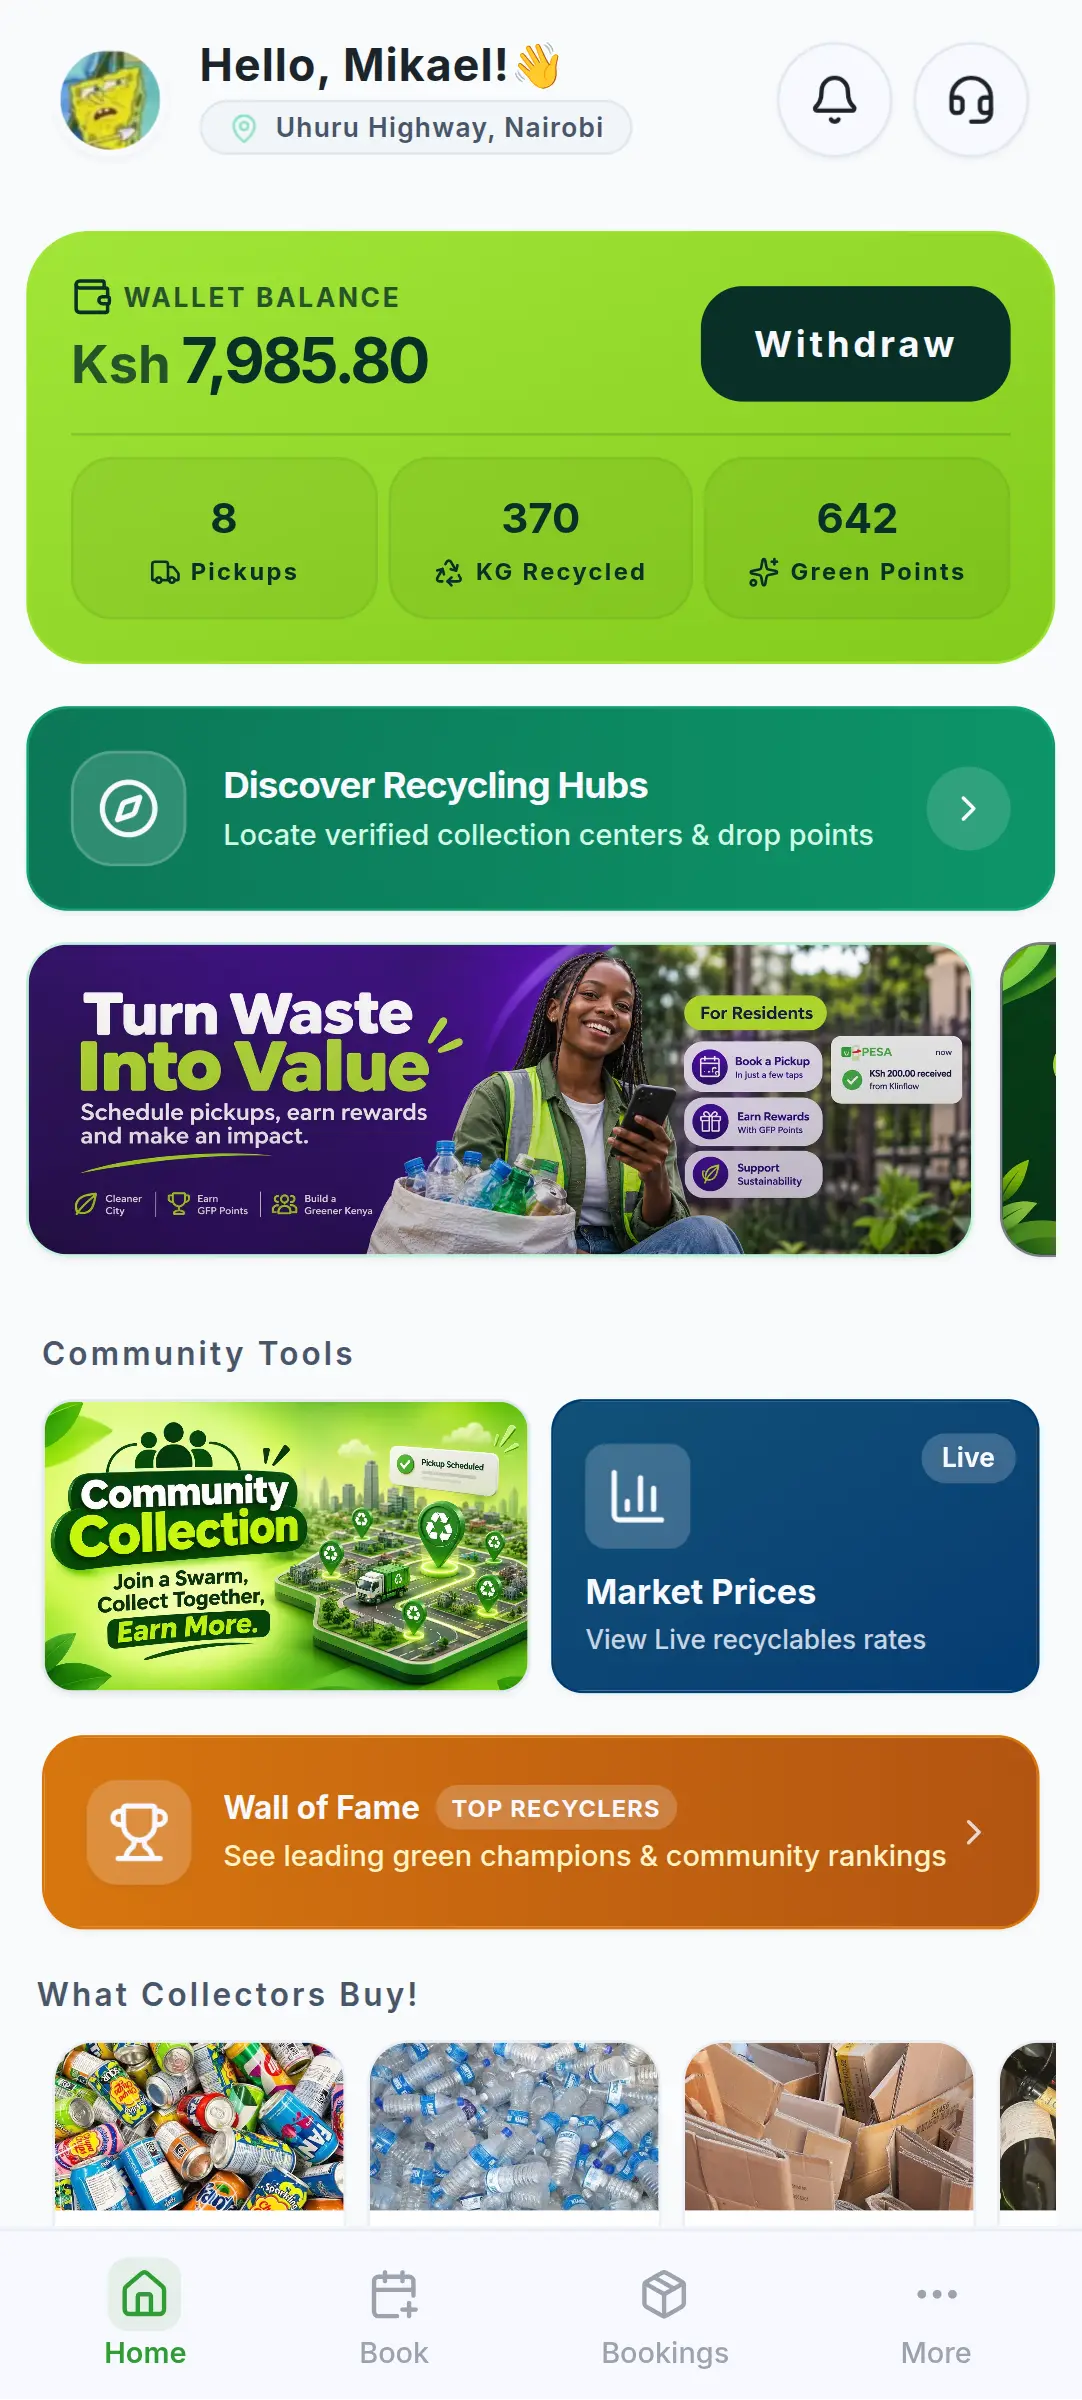 Hello, Mikael!👋
Uhuru Highway, Nairobi
WALLET BALANCE
Ksh 7,985.80
Withdraw
8
Pickups
370
KG Recycled
642
Green Points
Discover Recycling Hubs
Locate verified collection centers & drop points
Turn Waste
Into Value
Schedule pickups, earn rewards
and make an impact.
Cleaner
City
Earn
GFP Points
Build a
Greener Kenya
For Residents
Book a Pickup
In just a few taps
Earn Rewards
With GFP Points
Support
Sustainability
PESA
now
KSh 200.00 received
from Klinflow
Community Tools
Community
Collection
Join a Swarm,
Collect Together,
Earn More.
Pickup Scheduled
Live
Market Prices
View Live recyclables rates
Wall of Fame
TOP RECYCLERS
See leading green champions & community rankings
What Collectors Buy!
Home
Book
Bookings
More